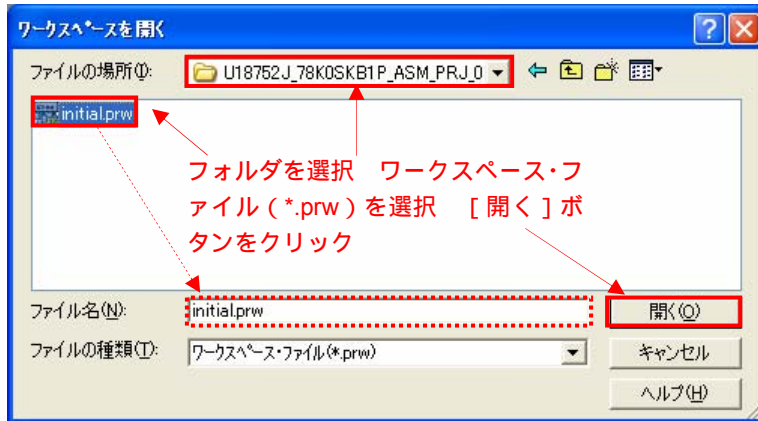 ワークスペースを開く
ファイルの場所(I):
U18752J_78K0SKB1P_ASM_PRJ_0
initial.prw
フォルダを選択　ワークスペース・フ
ァイル（*.prw）を選択　［開く］ボ
タンをクリック
ファイル名(N):
initial.prw
開く(O)
ファイルの種類(T):
ワークスペース・ファイル(*.prw)
キャンセル
ヘルプ(H)